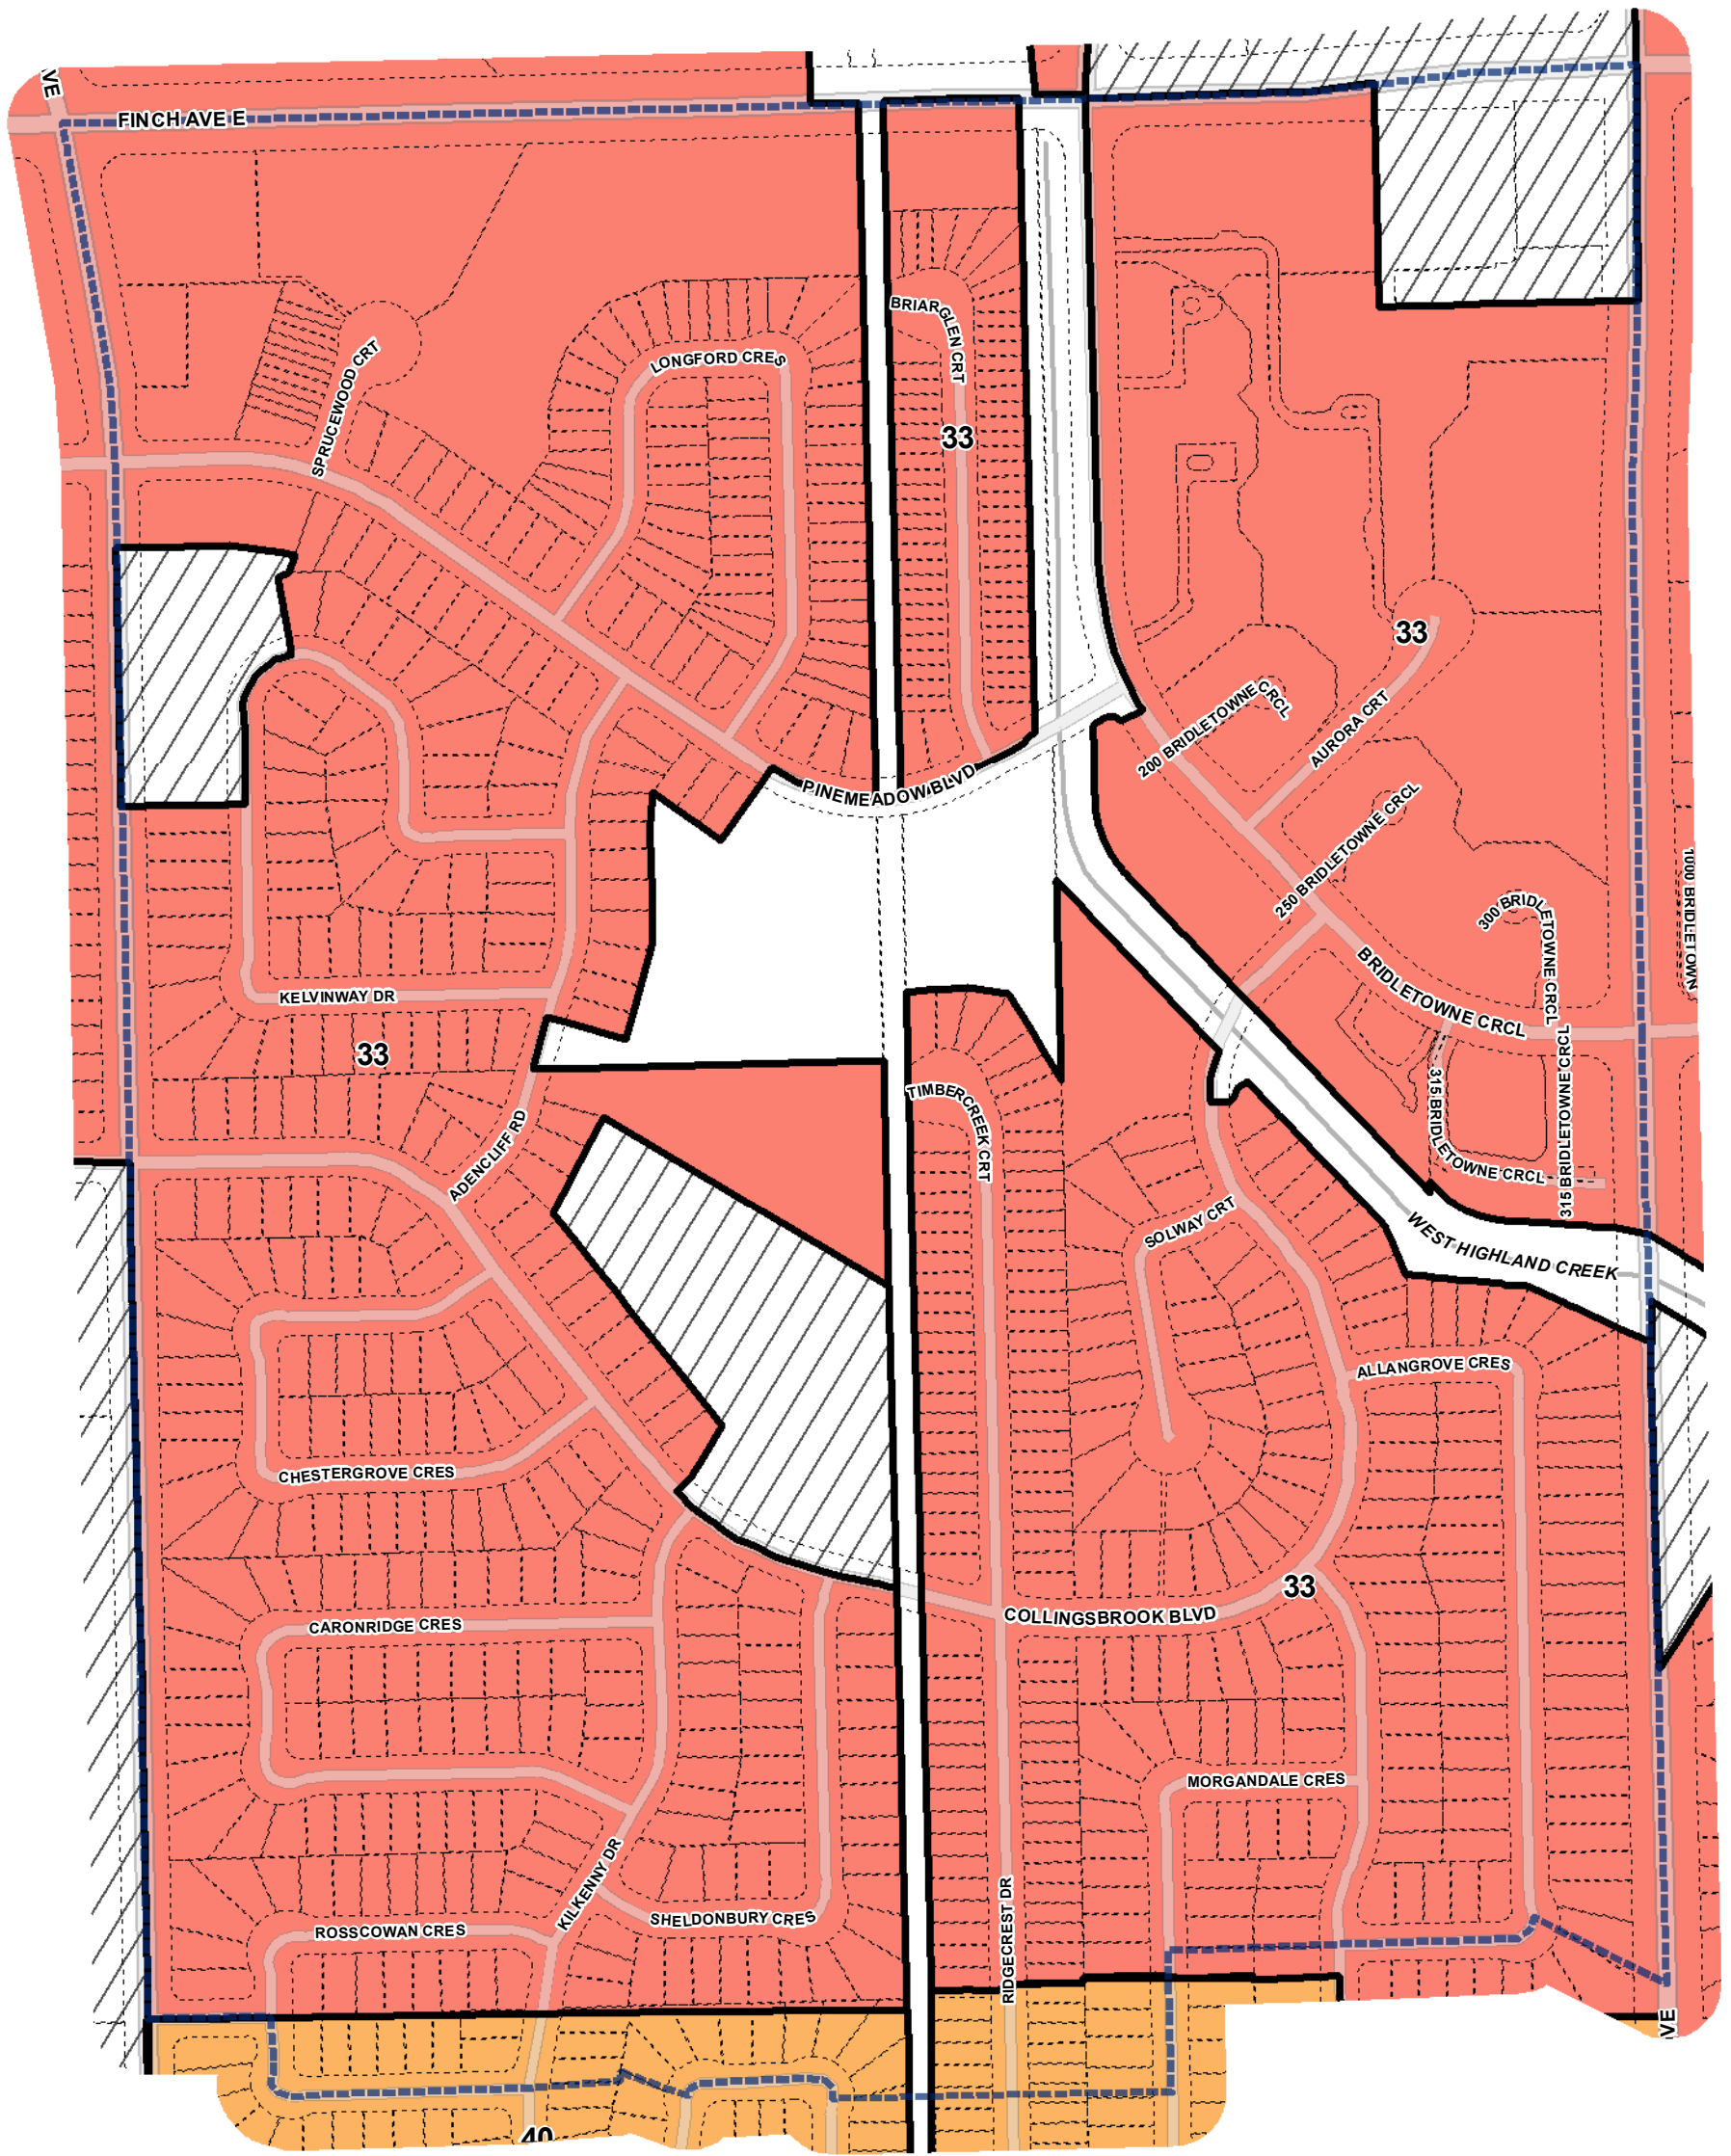 VE
FINCH AVE E
BRIARGLEN CRT
SPRUCEWOOD CRT
LONGFORD CRES
33
33
200 BRIDLETOWNE CRCL
AURORA CRT
PINEMEADOW BLVD
250 BRIDLETOWNE CRCL
300 BRIDLETOWNE CRCL
1000 BRIDLETOWN
BRIDLETOWNE CRCL
KELVINWAY DR
33
TIMBERCREEK CRT
315 BRIDLETOWNE CRCL
315 BRIDLETOWNE CRCL
ADENCLIFF RD
SOLWAY CRT
WEST HIGHLAND CREEK
ALLANGROVE CRES
CHESTERGROVE CRES
33
COLLINGSBROOK BLVD
CARONRIDGE CRES
MORGANDALE CRES
KILKENNY DR
SHELDONBURY CRES
ROSSCOWAN CRES
RIDGECREST DR
VE
40